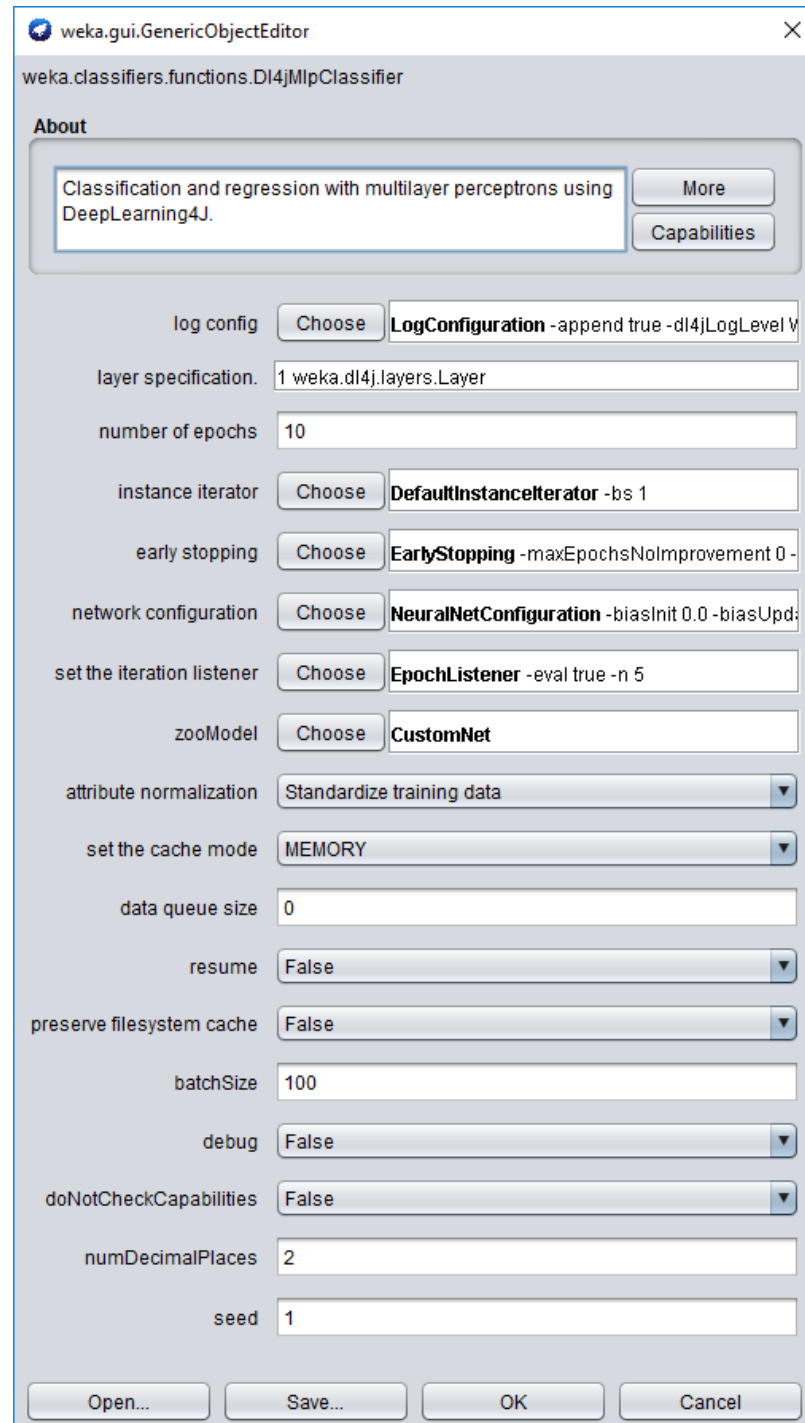 weka.gui.GenericObjectEditor
weka.classifiers.functions.Dl4jMlpClassifier
About
Classification and regression with multilayer perceptrons using
DeepLearning4J.
More
Capabilities
log config Choose LogConfiguration -append true -dl4jLogLevel
layer specification. 1 weka.dl4j.layers.Layer
number of epochs 10
instance iterator Choose DefaultInstanceIterator -bs 1
early stopping Choose EarlyStopping -maxEpochsNoImprovement 0 -
network configuration Choose NeuralNetConfiguration -biasInit 0.0 -biasUpd
set the iteration listener Choose EpochListener -eval true -n 5
zooModel Choose CustomNet
attribute normalization Standardize training data
set the cache mode MEMORY
data queue size 0
resume False
preserve filesystem cache False
batchSize 100
debug False
doNotCheckCapabilities False
numDecimalPlaces 2
seed 1
Open... Save... OK Cancel